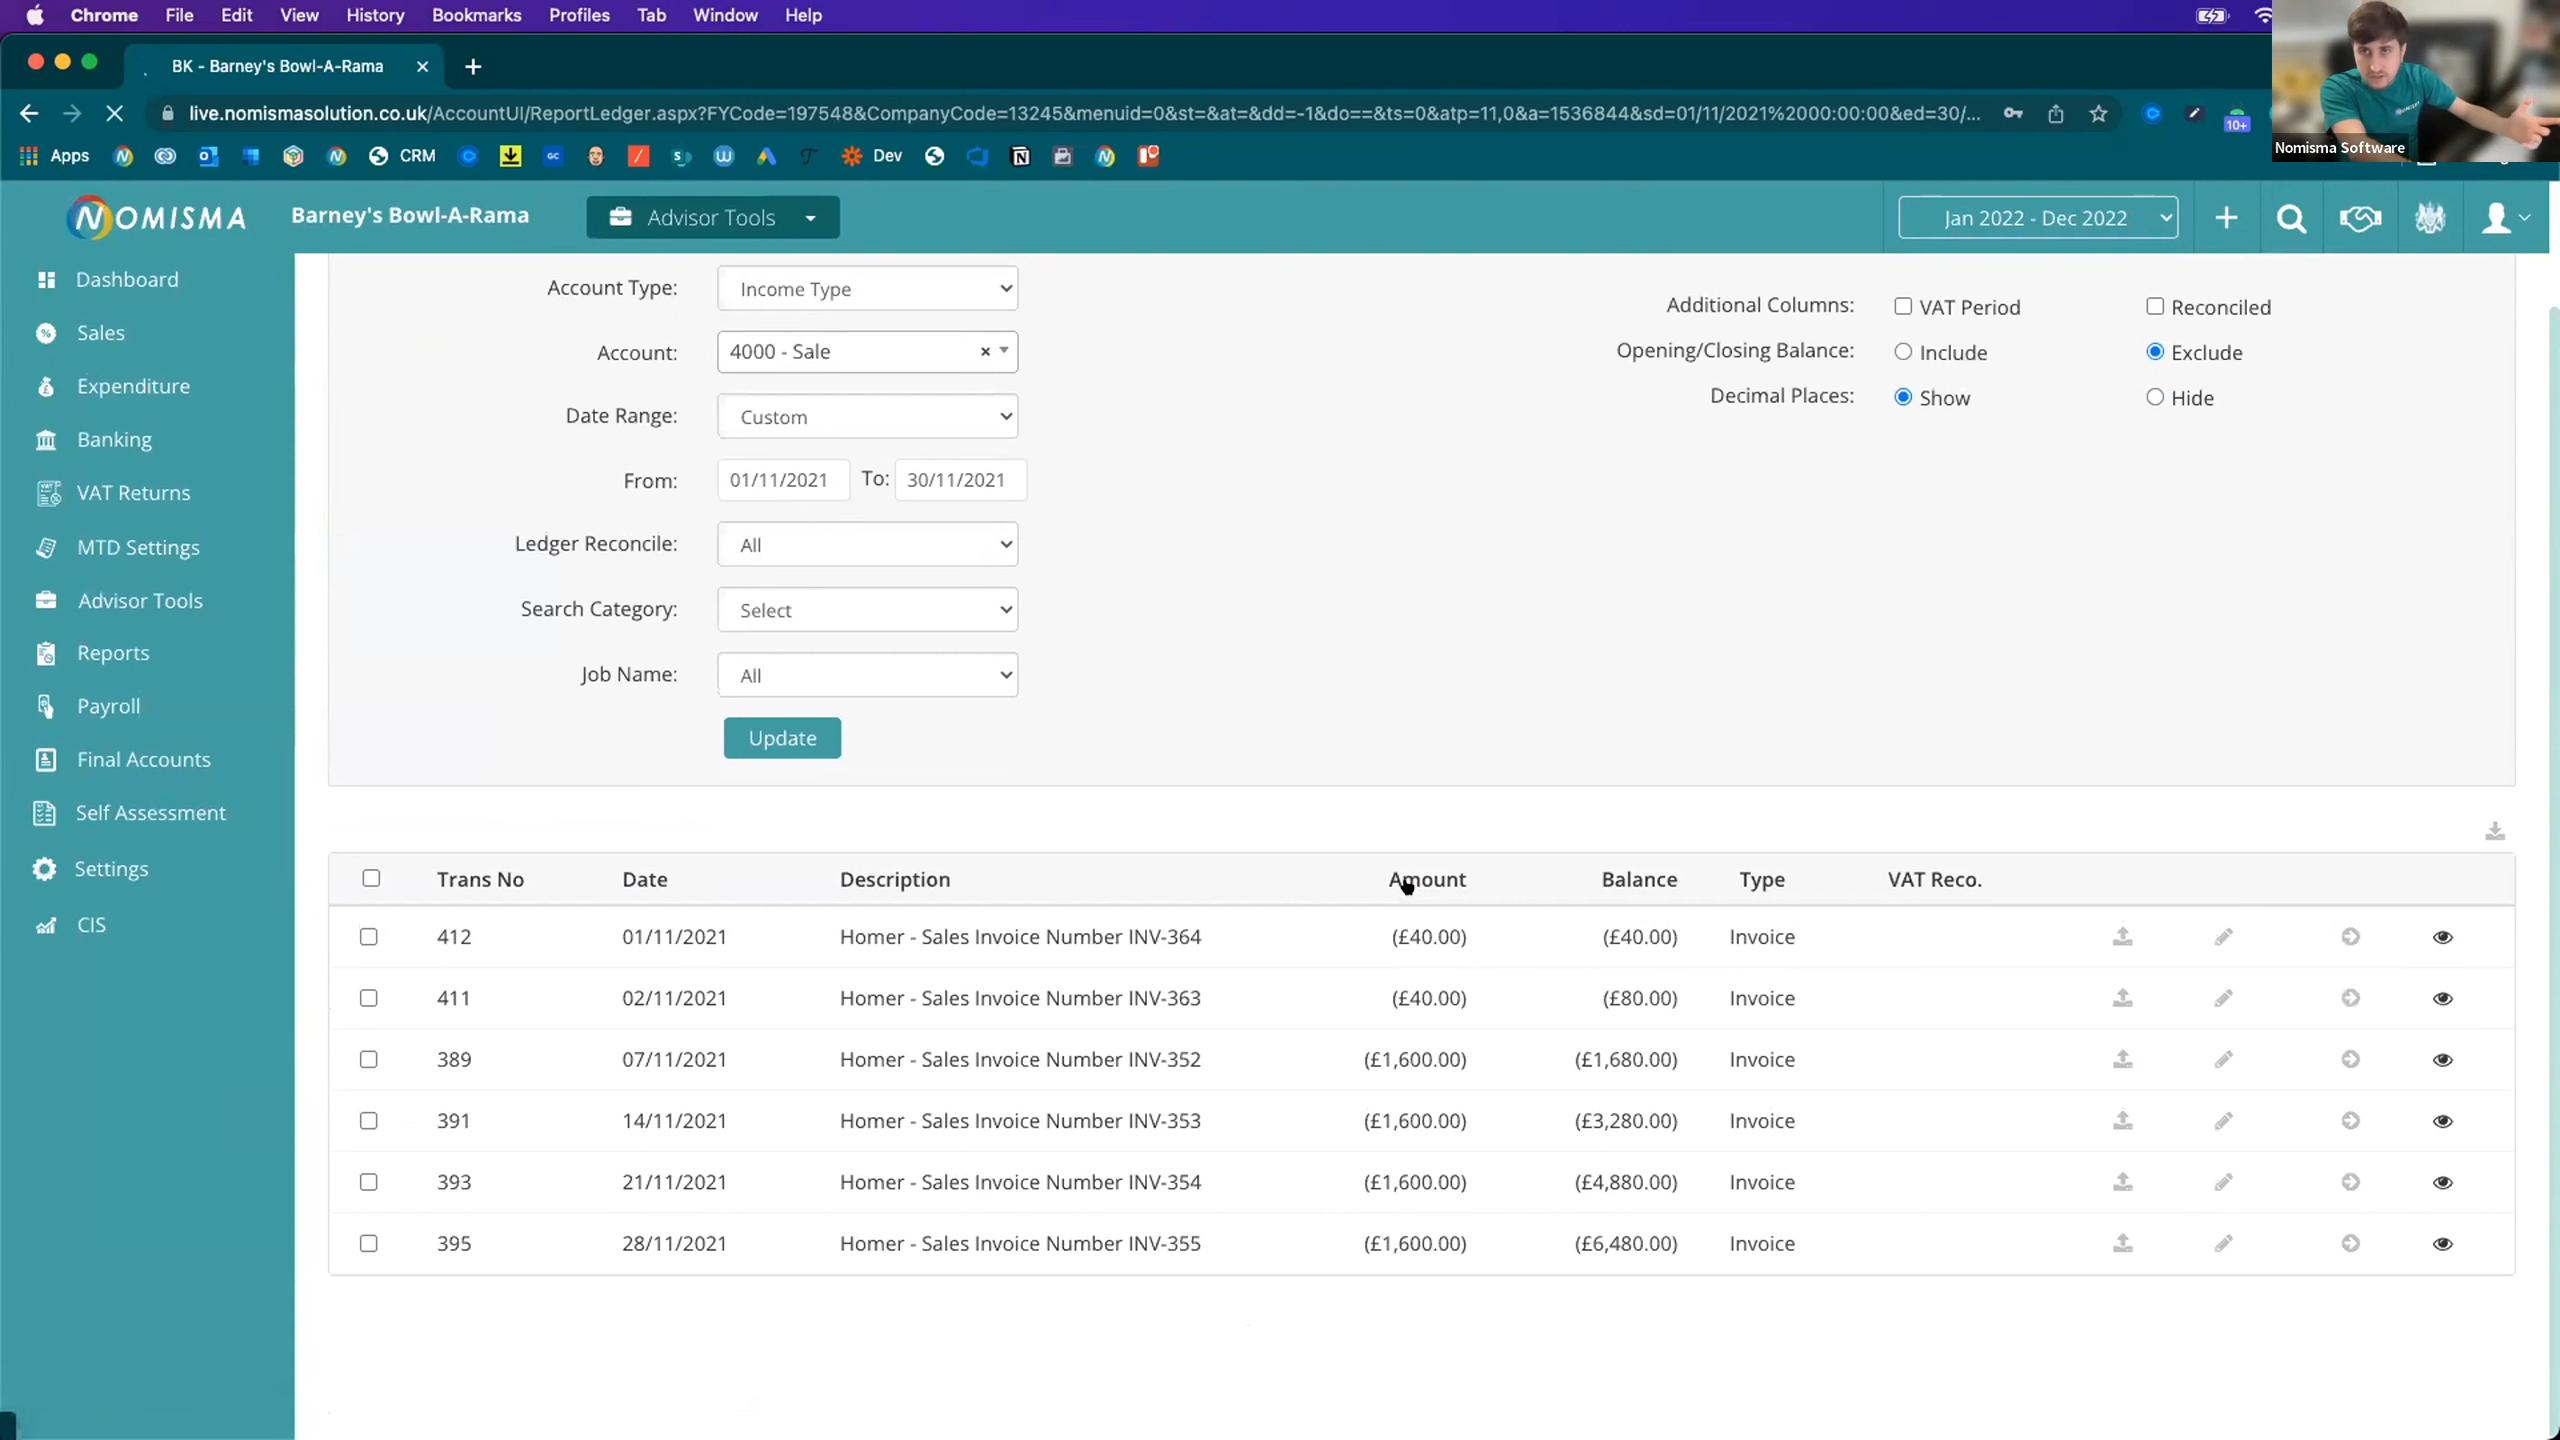 Chrome File Edit View History Bookmarks Profiles Tab Window Help
BK - Barney's Bowl-A-Rama
live.nomismasolution.co.uk/AccountUI/ReportLedger.aspx?FYCode=197548&CompanyCode=13245&menuid=0&st=&at=&dd=-1&do==&ts=0&atp=11,0&a=1536844&sd=01/11/2021%2000:00:00&ed=30/...
10+
Apps CRM GC Dev
Nomisma Software
NOMISMA Barney's Bowl-A-Rama Advisor Tools Jan 2022 - Dec 2022
Dashboard
Sales
Expenditure
Banking
VAT Returns
MTD Settings
Advisor Tools
Reports
Payroll
Final Accounts
Self Assessment
Settings
CIS
Account Type: Income Type
Account: 4000 - Sale ×
Date Range: Custom
From: 01/11/2021 To: 30/11/2021
Ledger Reconcile: All
Search Category: Select
Job Name: All
Update
Additional Columns: VAT Period Reconciled
Opening/Closing Balance: Include Exclude
Decimal Places: Show Hide
Trans No Date Description Amount Balance Type VAT Reco.
412 01/11/2021 Homer - Sales Invoice Number INV-364 (£40.00) (£40.00) Invoice
411 02/11/2021 Homer - Sales Invoice Number INV-363 (£40.00) (£80.00) Invoice
389 07/11/2021 Homer - Sales Invoice Number INV-352 (£1,600.00) (£1,680.00) Invoice
391 14/11/2021 Homer - Sales Invoice Number INV-353 (£1,600.00) (£3,280.00) Invoice
393 21/11/2021 Homer - Sales Invoice Number INV-354 (£1,600.00) (£4,880.00) Invoice
395 28/11/2021 Homer - Sales Invoice Number INV-355 (£1,600.00) (£6,480.00) Invoice